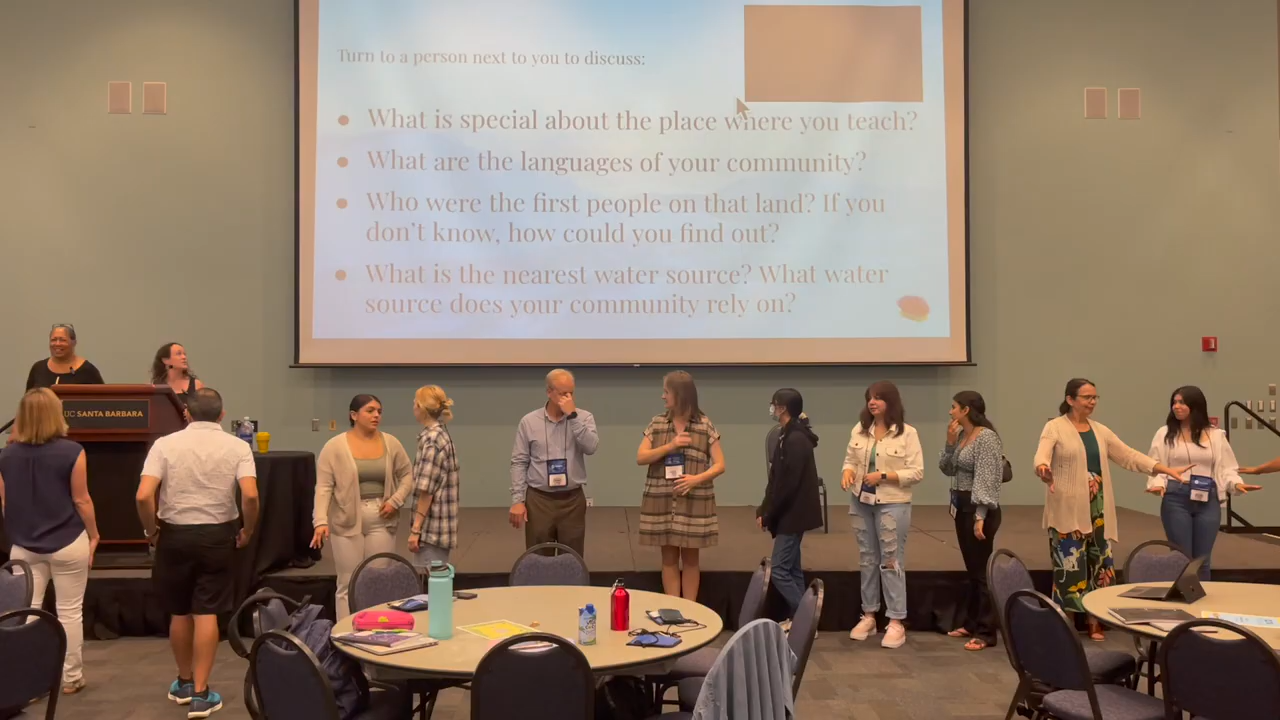 Turn to a person next to you to discuss:
What is special about the place where you teach?
What are the languages of your community?
Who were the first people on that land? If you
don't know, how could you find out?
What is the nearest water source? What water
source does your community rely on?
UC SANTA BARBARA